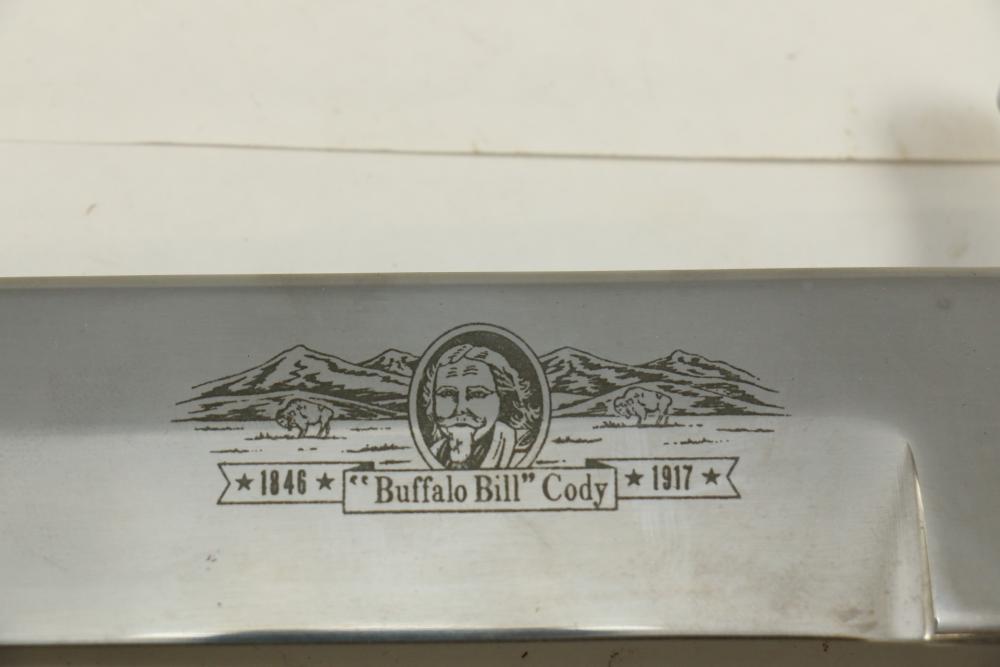 ★ 1846 ★ "Buffalo Bill" Cody ★ 1917 ★